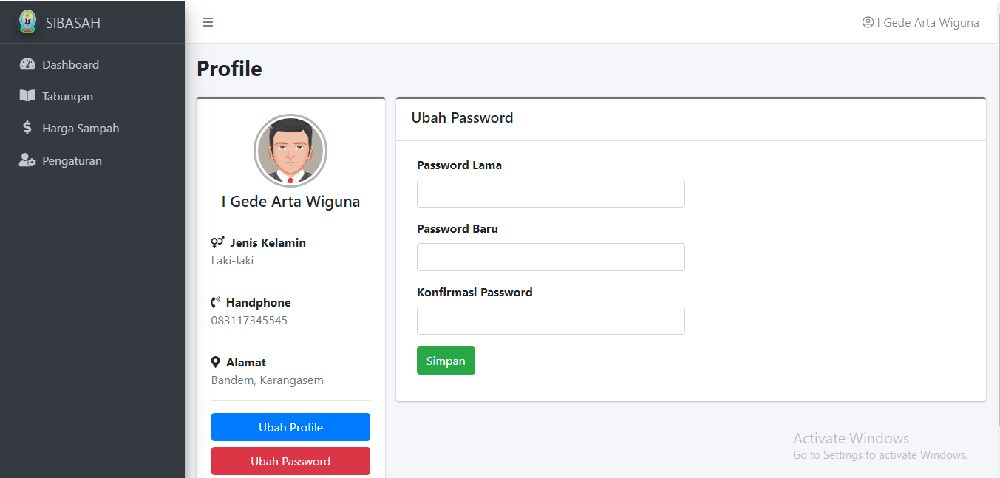 SIBASAH
I Gede Arta Wiguna
Dashboard
Tabungan
Harga Sampah
Pengaturan
Profile
I Gede Arta Wiguna
Jenis Kelamin
Laki-laki
Handphone
083117345545
Alamat
Bandem, Karangasem
Ubah Profile
Ubah Password
Ubah Password
Password Lama
Password Baru
Konfirmasi Password
Simpan
Activate Windows
Go to Settings to activate Windows.